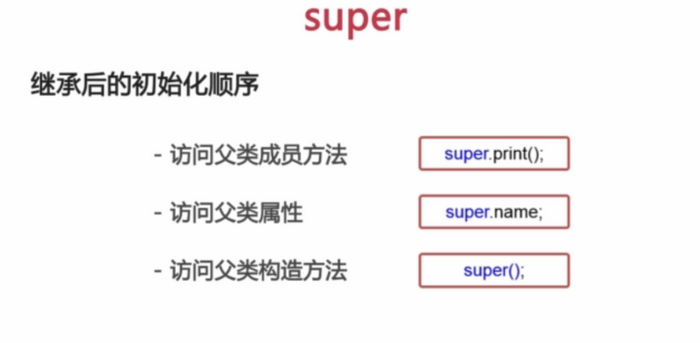 super
继承后的初始化顺序
- 访问父类成员方法 super.print();
- 访问父类属性 super.name;
- 访问父类构造方法 super();